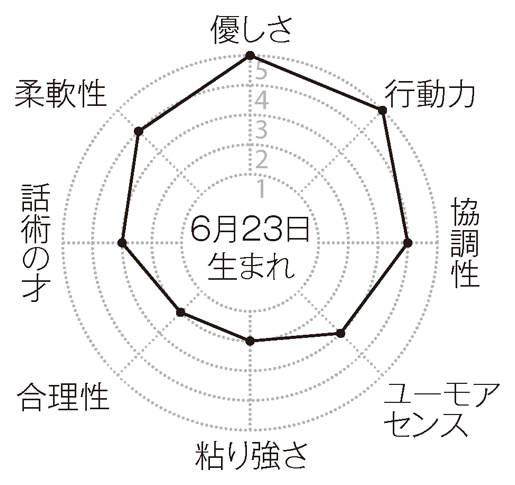 優しさ
行動力
協調性
ユーモア
センス
粘り強さ
合理性
話術の才
柔軟性
5
4
3
2
1
6月23日
生まれ